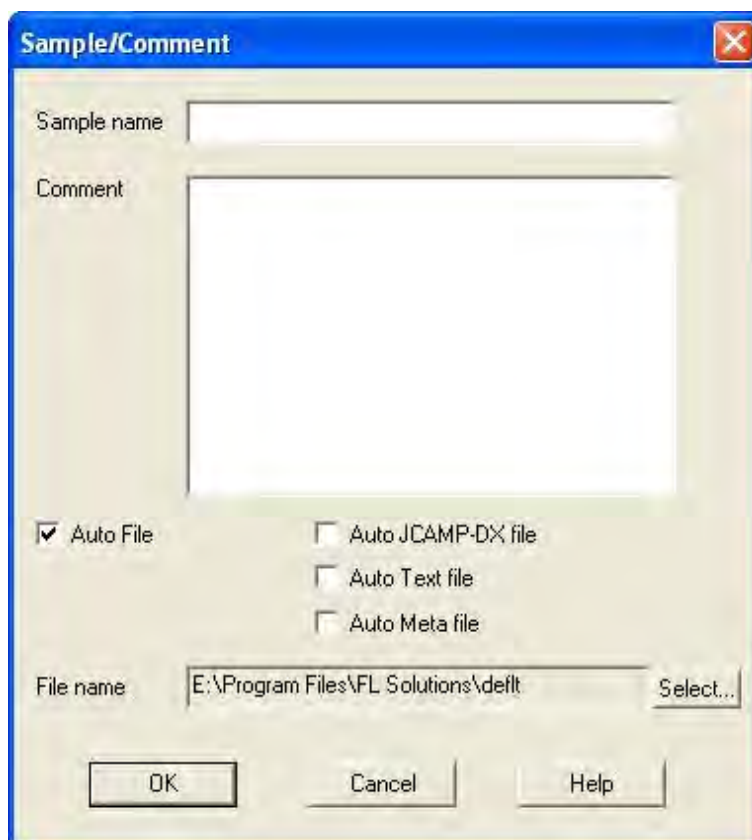 Sample/Comment
Sample name
Comment
Auto File
Auto JCAMP-DX file
Auto Text file
Auto Meta file
File name E:\Program Files\FL Solutions\deflt Select...
OK Cancel Help